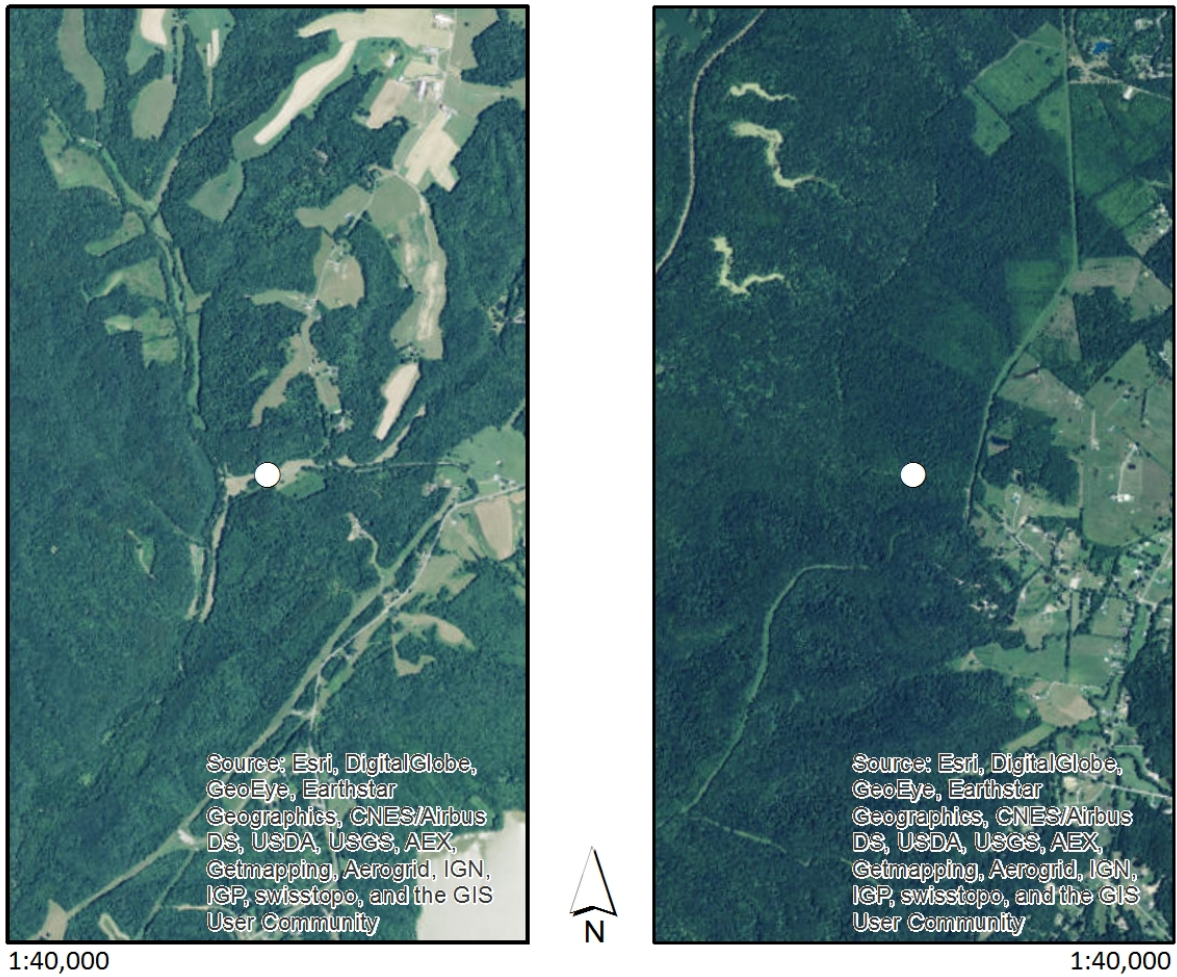 Source: Esri, DigitalGlobe,
GeoEye, Earthstar
Geographics, CNES/Airbus
DS, USDA, USGS, AEX,
Getmapping, Aerogrid, IGN,
IGP, swisstopo, and the GIS
User Community
1:40,000
N
Source: Esri, DigitalGlobe,
GeoEye, Earthstar
Geographics, CNES/Airbus
DS, USDA, USGS, AEX,
Getmapping, Aerogrid, IGN,
IGP, swisstopo, and the GIS
User Community
1:40,000